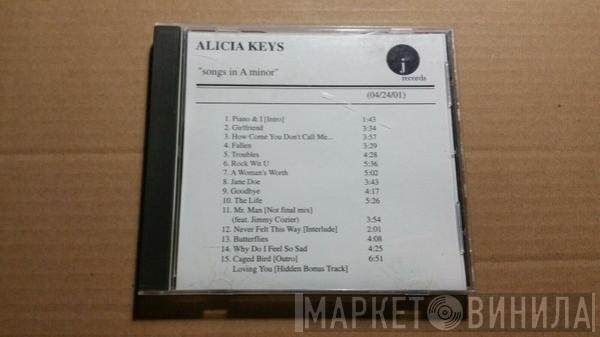 ALICIA KEYS
"songs in A minor"
j
records
(04/24/01)
1. Piano & I [Intro] 1:43
2. Girlfriend 3:34
3. How Come You Don't Call Me... 3:57
4. Fallen 3:29
5. Troubles 4:28
6. Rock Wit U 5:36
7. A Woman's Worth 5:02
8. Jane Doe 3:43
9. Goodbye 4:17
10. The Life 5:26
11. Mr. Man [Not final mix]
(feat. Jimmy Cozier) 3:54
12. Never Felt This Way [Interlude] 2:01
13. Butterflies 4:08
14. Why Do I Feel So Sad 4:25
15. Caged Bird [Outro] 6:51
Loving You [Hidden Bonus Track]
МАРКЕТ ВИНИЛА